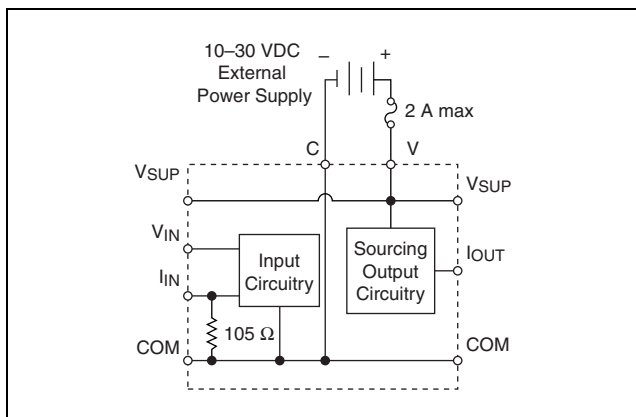 10–30 VDC
External
Power Supply
– +
2 A max
C V
VSUP VSUP
VIN
Input
Circuitry
Sourcing
Output
Circuitry
IOUT
IIN
105 Ω
COM COM